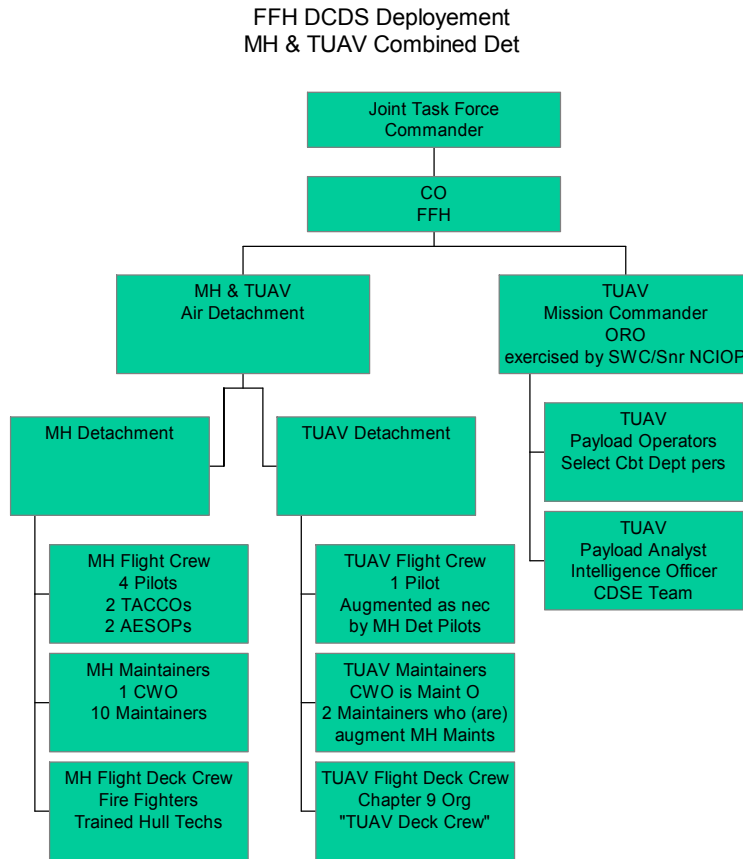 FFH DCDS Deployement
MH & TUAV Combined Det
Joint Task Force
Commander
CO
FFH
MH & TUAV
Air Detachment
TUAV
Mission Commander
ORO
exercised by SWC/Snr NCIOP
MH Detachment
TUAV Detachment
TUAV
Payload Operators
Select Cbt Dept pers
MH Flight Crew
4 Pilots
2 TACCOs
2 AESOPs
TUAV Flight Crew
1 Pilot
Augmented as nec
by MH Det Pilots
TUAV
Payload Analyst
Intelligence Officer
CDSE Team
MH Maintainers
1 CWO
10 Maintainers
TUAV Maintainers
CWO is Maint O
2 Maintainers who (are)
augment MH Maints
MH Flight Deck Crew
Fire Fighters
Trained Hull Techs
TUAV Flight Deck Crew
Chapter 9 Org
"TUAV Deck Crew"